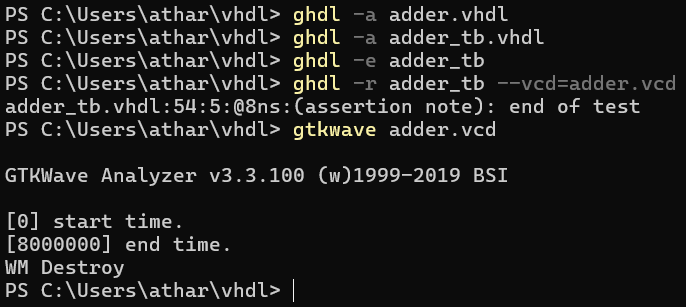 PS C:\Users\athar\vhdl> ghdl -a adder.vhdl
PS C:\Users\athar\vhdl> ghdl -a adder_tb.vhdl
PS C:\Users\athar\vhdl> ghdl -e adder_tb
PS C:\Users\athar\vhdl> ghdl -r adder_tb --vcd=adder.vcd
adder_tb.vhdl:54:5:@8ns:(assertion note): end of test
PS C:\Users\athar\vhdl> gtkwave adder.vcd
GTKWave Analyzer v3.3.100 (w)1999-2019 BSI
[0] start time.
[8000000] end time.
WM Destroy
PS C:\Users\athar\vhdl>